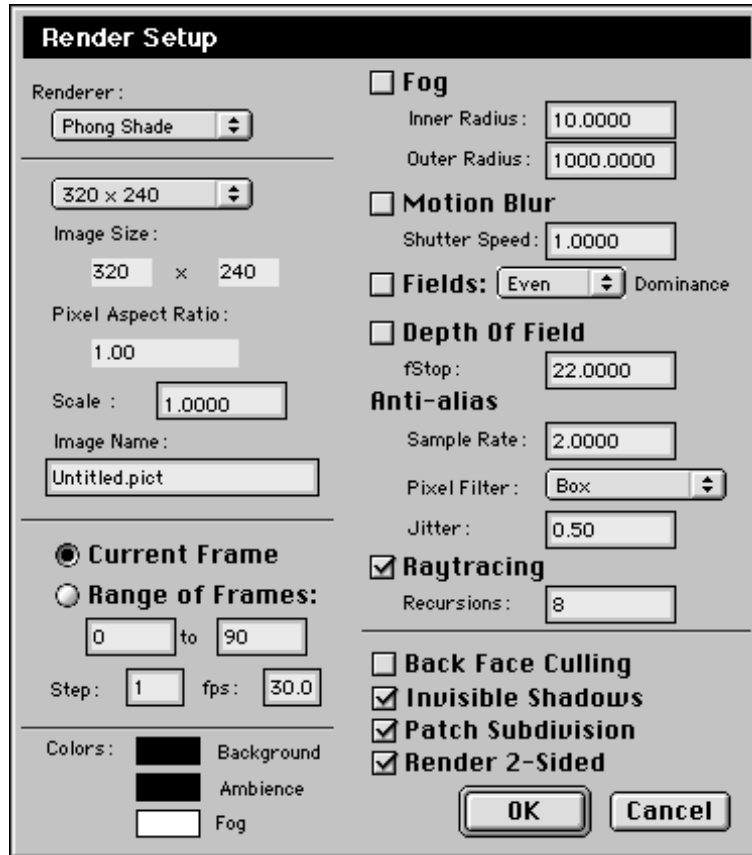 Render Setup
Renderer:
Phong Shade
320 × 240
Image Size:
320 × 240
Pixel Aspect Ratio:
1.00
Scale : 1.0000
Image Name:
Untitled.pict
Current Frame
Range of Frames:
0 to 90
Step: 1 fps: 30.0
Colors: Background
Ambience
Fog
Fog
Inner Radius: 10.0000
Outer Radius: 1000.0000
Motion Blur
Shutter Speed: 1.0000
Fields: Even Dominance
Depth Of Field
fStop: 22.0000
Anti-alias
Sample Rate: 2.0000
Pixel Filter: Box
Jitter: 0.50
Raytracing
Recursions: 8
Back Face Culling
Invisible Shadows
Patch Subdivision
Render 2-Sided
OK Cancel